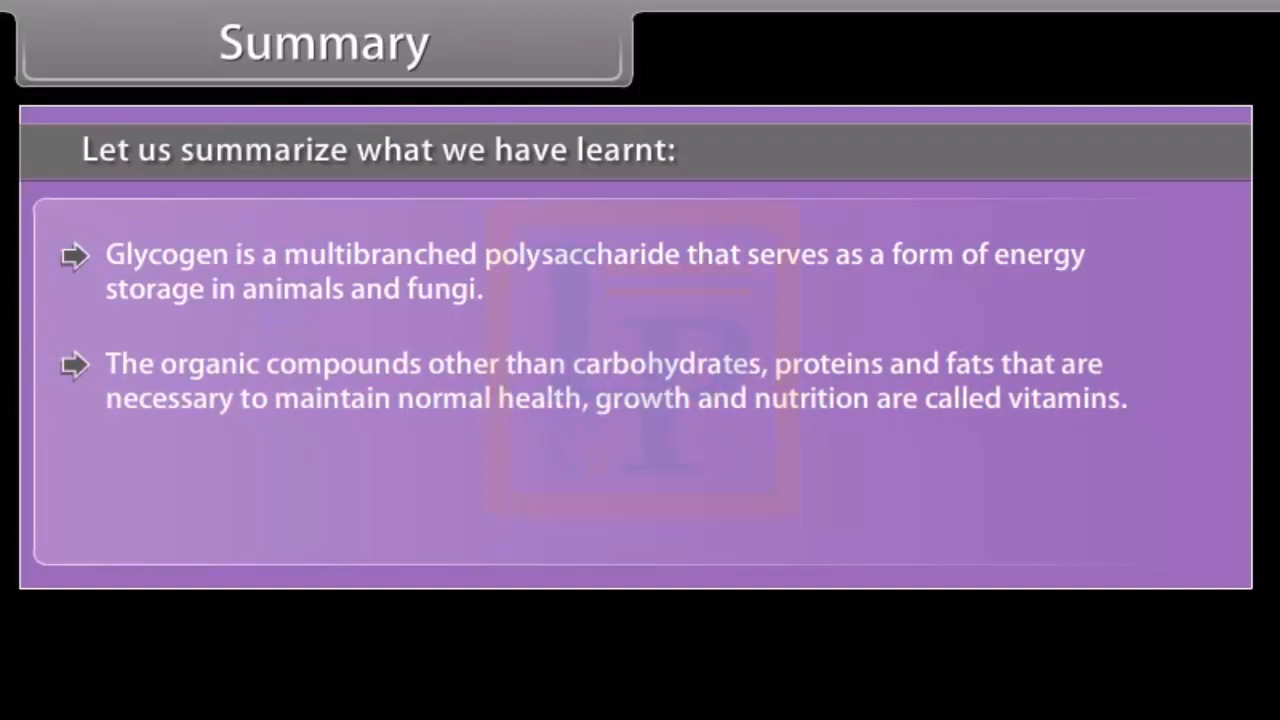 Summary
Let us summarize what we have learnt:
Glycogen is a multibranched polysaccharide that serves as a form of energy
storage in animals and fungi.
The organic compounds other than carbohydrates, proteins and fats that are
necessary to maintain normal health, growth and nutrition are called vitamins.